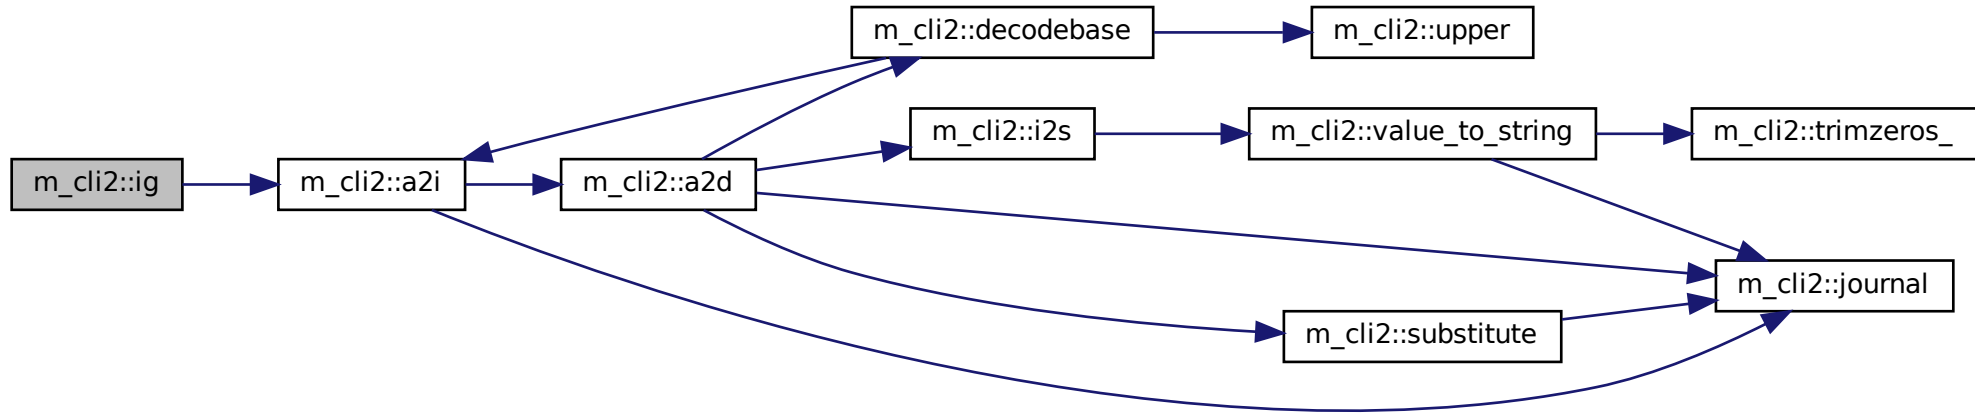 m_cli2::decodebase
m_cli2::upper
m_cli2::i2s
m_cli2::value_to_string
m_cli2::trimzeros_
m_cli2::ig
m_cli2::a2i
m_cli2::a2d
m_cli2::journal
m_cli2::substitute